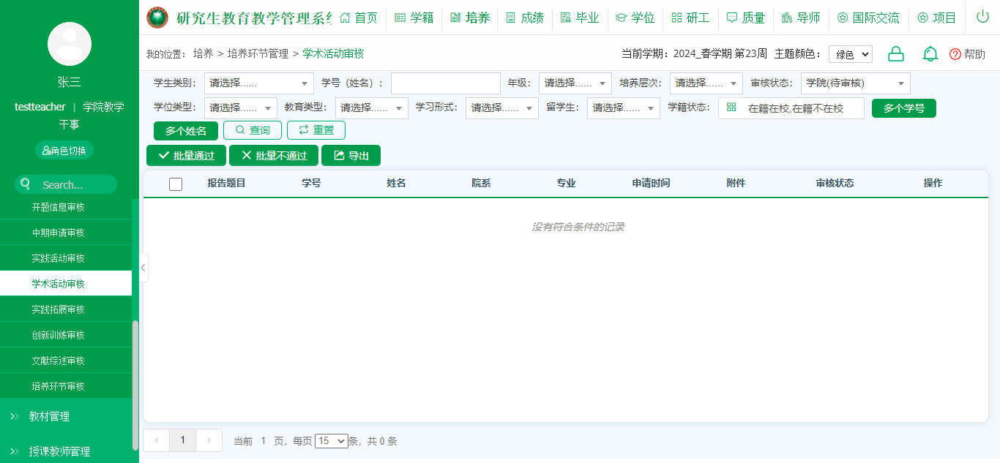 研究生教育教学管理系统 首页 学籍 培养 成绩 毕业 学位 研工 质量 导师 国际交流 项目
张三
testteacher | 学院教学
干事
角色切换
Search...
开题信息审核
中期申请审核
实践活动审核
学术活动审核
实践拓展审核
创新训练审核
文献综述审核
培养环节审核
教材管理
授课教师管理
我的位置： 培养 > 培养环节管理 > 学术活动审核 当前学期：2024_春学期 第23周 主题颜色： 绿色 帮助
学生类别： 请选择...... 学号（姓名）： 年级： 请选择...... 培养层次： 请选择...... 审核状态： 学院(待审核)
学位类型： 请选择...... 教育类型： 请选择...... 学习形式： 请选择...... 留学生： 请选择...... 学籍状态： 在籍在校,在籍不在校 多个学号
多个姓名 查询 重置
批量通过 批量不通过 导出
报告题目 学号 姓名 院系 专业 申请时间 附件 审核状态 操作
没有符合条件的记录
< 1 > 当前 1 页，每页 15 条，共 0 条